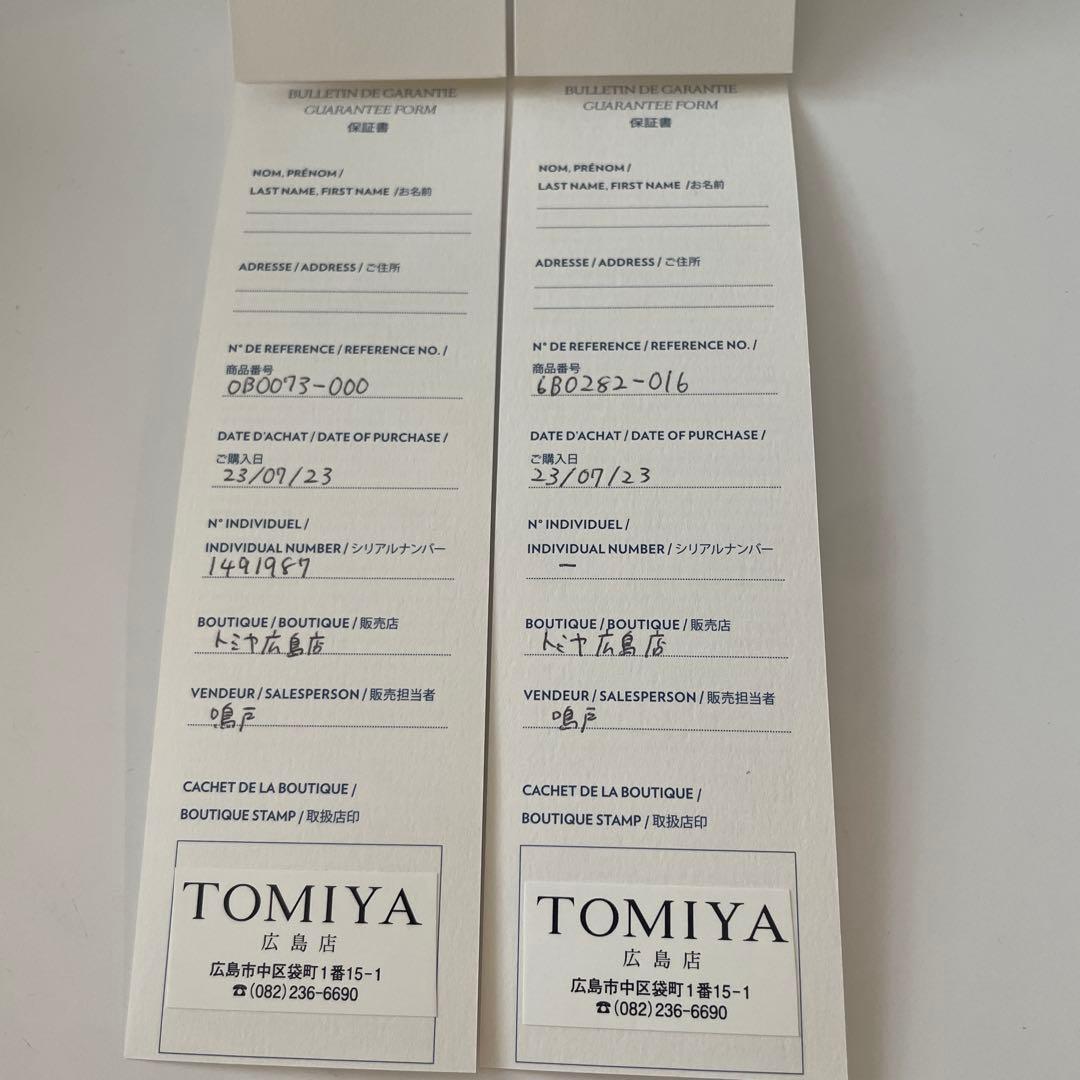 BULLETIN DE GARANTIE
GUARANTEE FORM
保証書
NOM, PRÉNOM /
LAST NAME, FIRST NAME /お名前
ADRESSE / ADDRESS / ご住所
N° DE REFERENCE / REFERENCE NO. /
商品番号
0B0073-000
DATE D'ACHAT / DATE OF PURCHASE /
ご購入日
23/07/23
N° INDIVIDUEL /
INDIVIDUAL NUMBER / シリアルナンバー
1491987
BOUTIQUE / BOUTIQUE / 販売店
トミヤ広島店
VENDEUR / SALESPERSON / 販売担当者
鳴戸
CACHET DE LA BOUTIQUE /
BOUTIQUE STAMP / 取扱店印
TOMIYA
広島店
広島市中区袋町1番15-1
☎(082)236-6690
BULLETIN DE GARANTIE
GUARANTEE FORM
保証書
NOM, PRÉNOM /
LAST NAME, FIRST NAME /お名前
ADRESSE / ADDRESS / ご住所
N° DE REFERENCE / REFERENCE NO. /
商品番号
6B0282-016
DATE D'ACHAT / DATE OF PURCHASE /
ご購入日
23/07/23
N° INDIVIDUEL /
INDIVIDUAL NUMBER / シリアルナンバー
–
BOUTIQUE / BOUTIQUE / 販売店
トミヤ広島店
VENDEUR / SALESPERSON / 販売担当者
鳴戸
CACHET DE LA BOUTIQUE /
BOUTIQUE STAMP / 取扱店印
TOMIYA
広島店
広島市中区袋町1番15-1
☎(082)236-6690